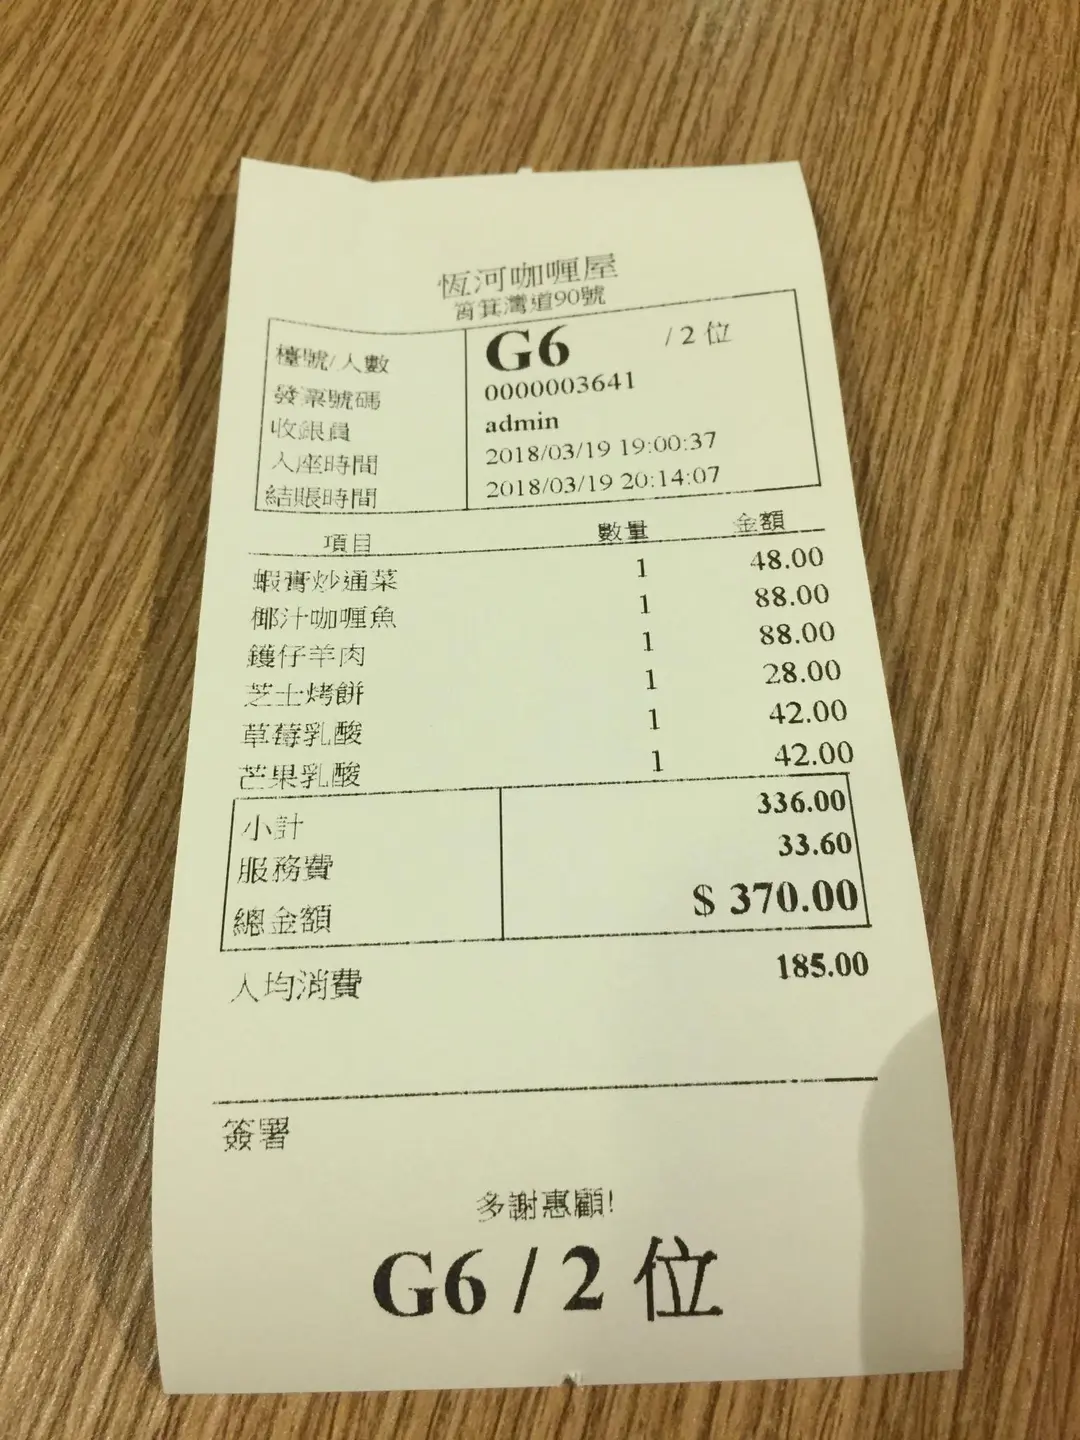 恆河咖喱屋
筲箕灣道90號
檯號/人數 G6 / 2 位
發票號碼 0000003641
收銀員 admin
入座時間 2018/03/19 19:00:37
結賬時間 2018/03/19 20:14:07
項目 數量 金額
蝦膏炒通菜 1 48.00
椰汁咖喱魚 1 88.00
鑊仔羊肉 1 88.00
芝士烤餅 1 28.00
草莓乳酸 1 42.00
芒果乳酸 1 42.00
小計 336.00
服務費 33.60
總金額 $ 370.00
人均消費 185.00
簽署
多謝惠顧!
G6 / 2 位